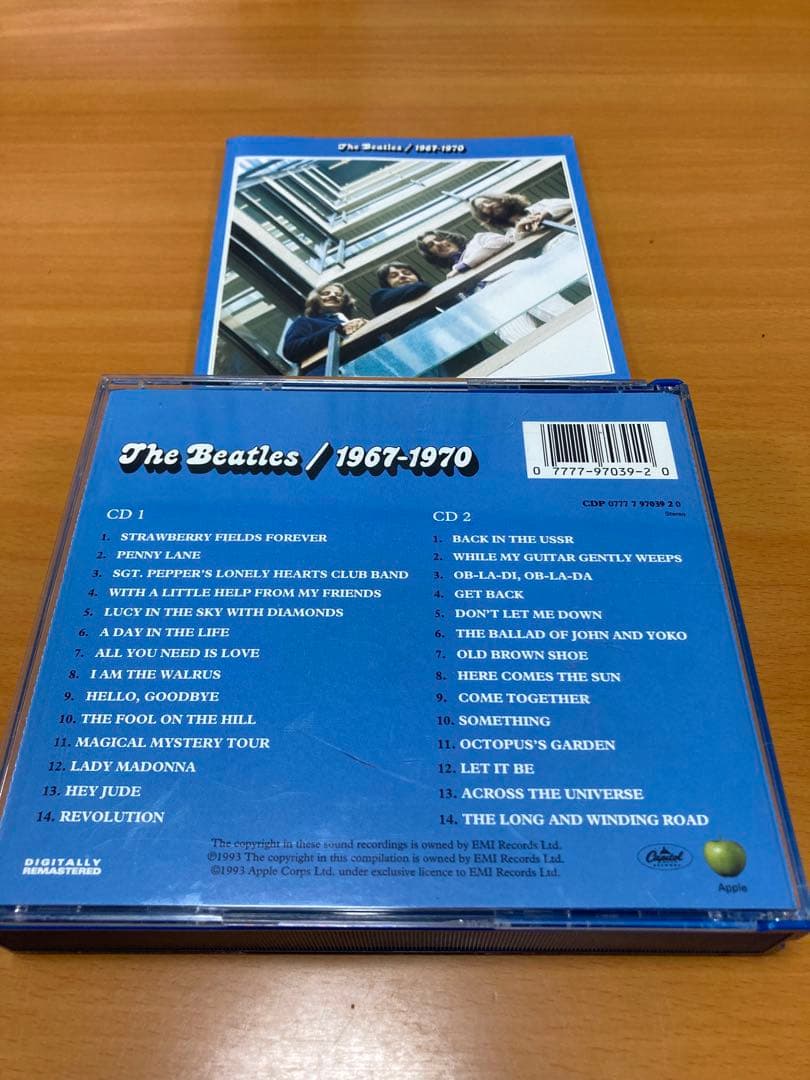 The Beatles / 1967-1970
The Beatles / 1967-1970
0 7777-97039-2 0
CDP 0777 7 97039 2 0
Stereo
CD 1
1. STRAWBERRY FIELDS FOREVER
2. PENNY LANE
3. SGT. PEPPER'S LONELY HEARTS CLUB BAND
4. WITH A LITTLE HELP FROM MY FRIENDS
5. LUCY IN THE SKY WITH DIAMONDS
6. A DAY IN THE LIFE
7. ALL YOU NEED IS LOVE
8. I AM THE WALRUS
9. HELLO, GOODBYE
10. THE FOOL ON THE HILL
11. MAGICAL MYSTERY TOUR
12. LADY MADONNA
13. HEY JUDE
14. REVOLUTION
CD 2
1. BACK IN THE USSR
2. WHILE MY GUITAR GENTLY WEEPS
3. OB-LA-DI, OB-LA-DA
4. GET BACK
5. DON'T LET ME DOWN
6. THE BALLAD OF JOHN AND YOKO
7. OLD BROWN SHOE
8. HERE COMES THE SUN
9. COME TOGETHER
10. SOMETHING
11. OCTOPUS'S GARDEN
12. LET IT BE
13. ACROSS THE UNIVERSE
14. THE LONG AND WINDING ROAD
The copyright in these sound recordings is owned by EMI Records Ltd.
℗1993 The copyright in this compilation is owned by EMI Records Ltd.
©1993 Apple Corps Ltd. under exclusive licence to EMI Records Ltd.
DIGITALLY
REMASTERED
Capitol
RECORDS
Apple